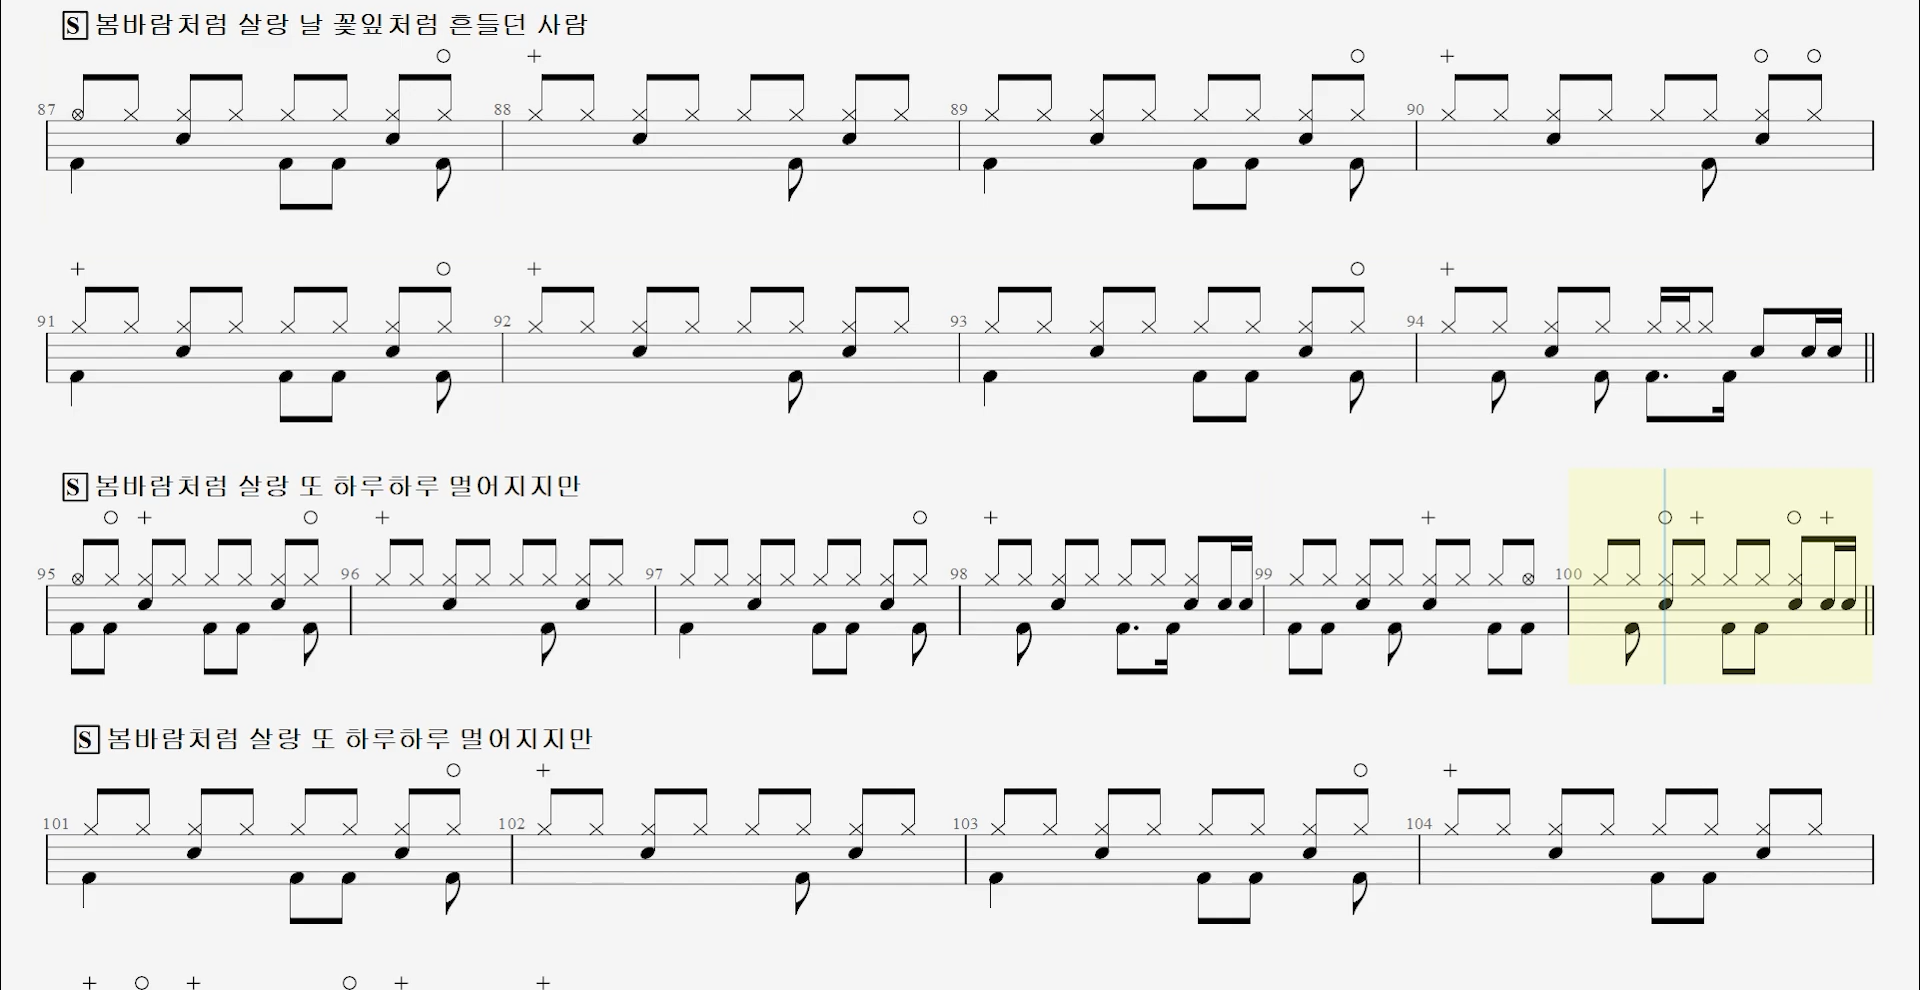 S 봄바람처럼 살랑 날 꽃잎처럼 흔들던 사람
87 88 89 90
91 92 93 94
S 봄바람처럼 살랑 또 하루하루 멀어지지만
95 96 97 98 99 100
S 봄바람처럼 살랑 또 하루하루 멀어지지만
101 102 103 104